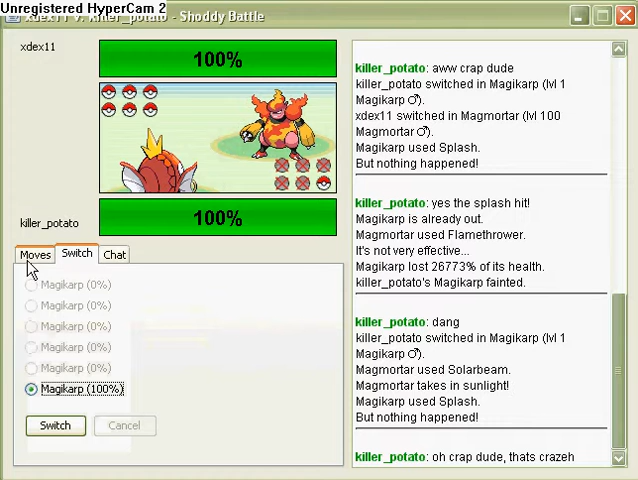 Unregistered HyperCam 2
xdex11 v. killer_potato - Shoddy Battle
xdex11
100%
killer_potato
100%
Moves
Switch
Chat
Magikarp (0%)
Magikarp (0%)
Magikarp (0%)
Magikarp (0%)
Magikarp (0%)
Magikarp (100%)
Switch
Cancel
killer_potato: aww crap dude
killer_potato switched in Magikarp (lvl 1
Magikarp ♂).
xdex11 switched in Magmortar (lvl 100
Magmortar ♂).
Magikarp used Splash.
But nothing happened!
killer_potato: yes the splash hit!
Magikarp is already out.
Magmortar used Flamethrower.
It's not very effective...
Magikarp lost 26773% of its health.
killer_potato's Magikarp fainted.
killer_potato: dang
killer_potato switched in Magikarp (lvl 1
Magikarp ♂).
Magmortar used Solarbeam.
Magmortar takes in sunlight!
Magikarp used Splash.
But nothing happened!
killer_potato: oh crap dude, thats crazeh